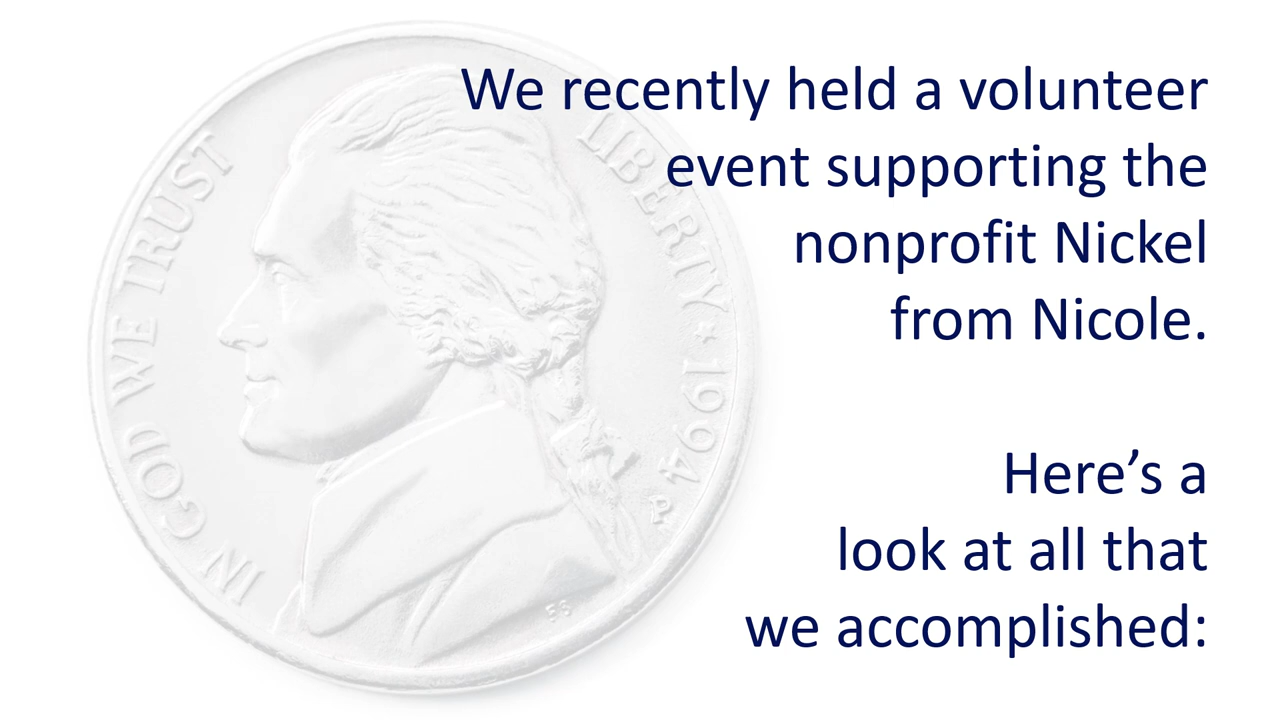 We recently held a volunteer
event supporting the
nonprofit Nickel
from Nicole.
Here’s a
look at all that
we accomplished:
IN GOD WE TRUST
LIBERTY ★ 1994
P
FS